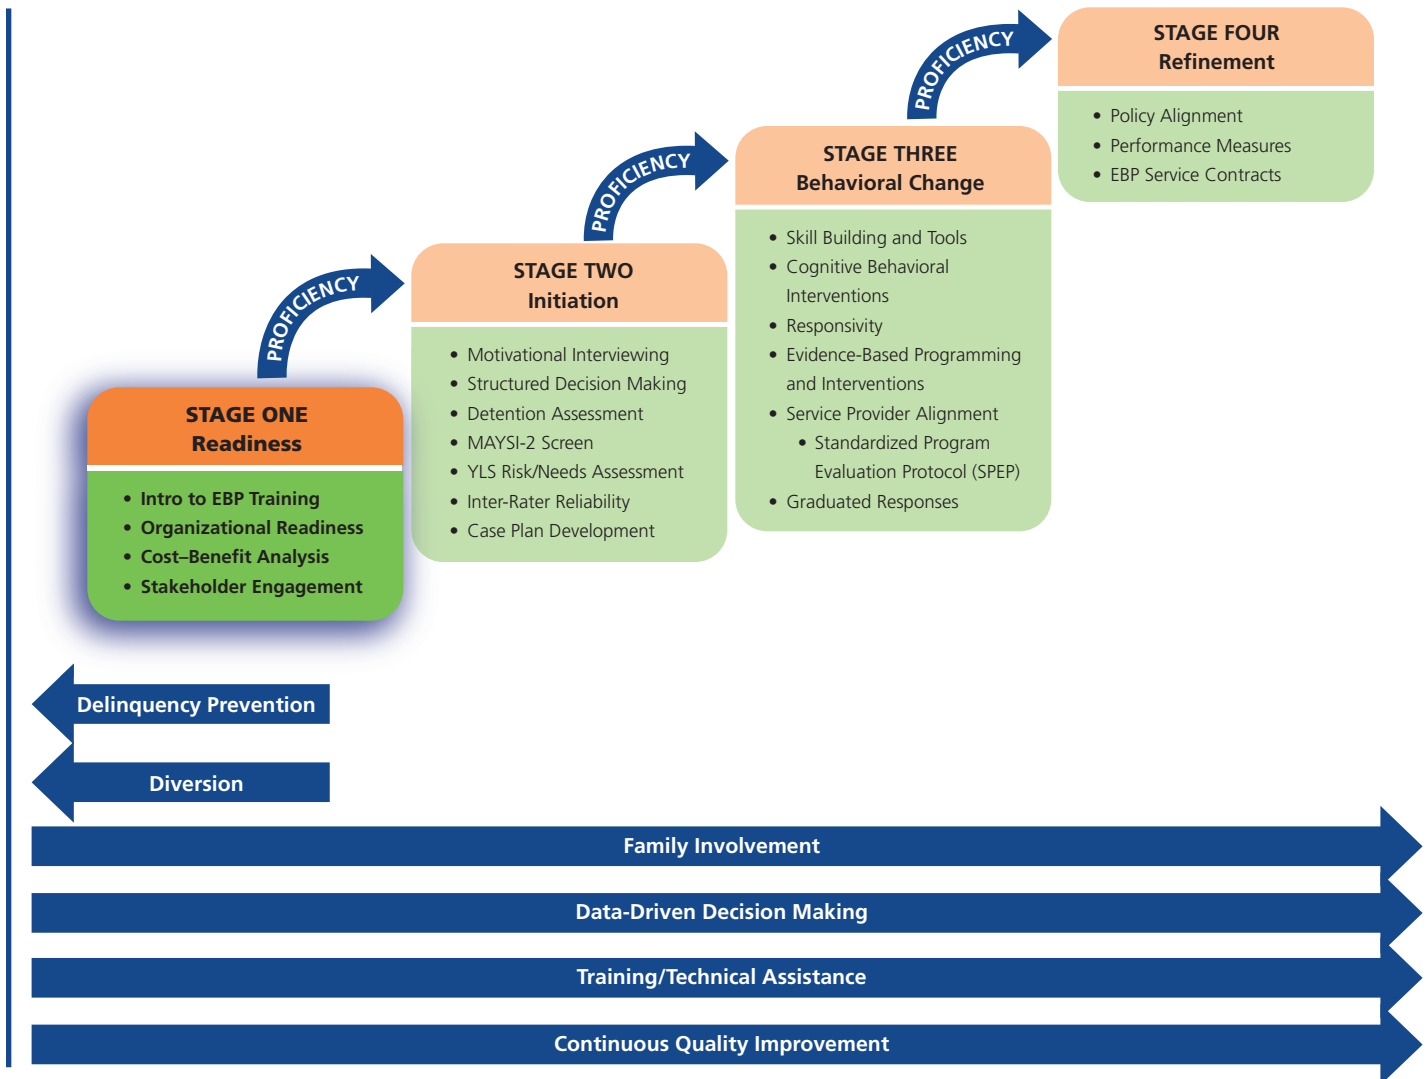 STAGE ONE
Readiness
• Intro to EBP Training
• Organizational Readiness
• Cost–Benefit Analysis
• Stakeholder Engagement
PROFICIENCY
STAGE TWO
Initiation
• Motivational Interviewing
• Structured Decision Making
• Detention Assessment
• MAYSI-2 Screen
• YLS Risk/Needs Assessment
• Inter-Rater Reliability
• Case Plan Development
PROFICIENCY
STAGE THREE
Behavioral Change
• Skill Building and Tools
• Cognitive Behavioral
Interventions
• Responsivity
• Evidence-Based Programming
and Interventions
• Service Provider Alignment
• Standardized Program
Evaluation Protocol (SPEP)
• Graduated Responses
PROFICIENCY
STAGE FOUR
Refinement
• Policy Alignment
• Performance Measures
• EBP Service Contracts
Delinquency Prevention
Diversion
Family Involvement
Data-Driven Decision Making
Training/Technical Assistance
Continuous Quality Improvement